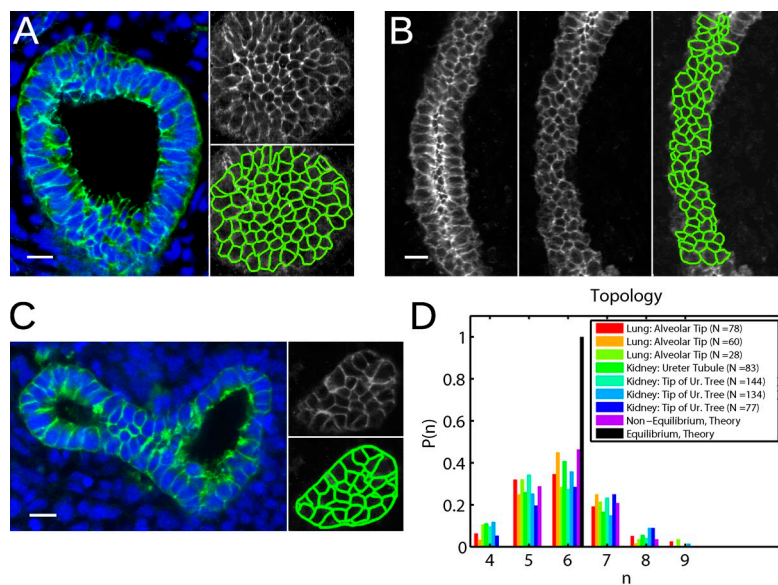 A
B
C
D
Topology
P(n)
1
0.8
0.6
0.4
0.2
0
4 5 6 7 8 9
n
Lung: Alveolar Tip (N =78)
Lung: Alveolar Tip (N =60)
Lung: Alveolar Tip (N =28)
Kidney: Ureter Tubule (N =83)
Kidney: Tip of Ur. Tree (N =144)
Kidney: Tip of Ur. Tree (N =134)
Kidney: Tip of Ur. Tree (N =77)
Non−Equilibrium, Theory
Equilibrium, Theory